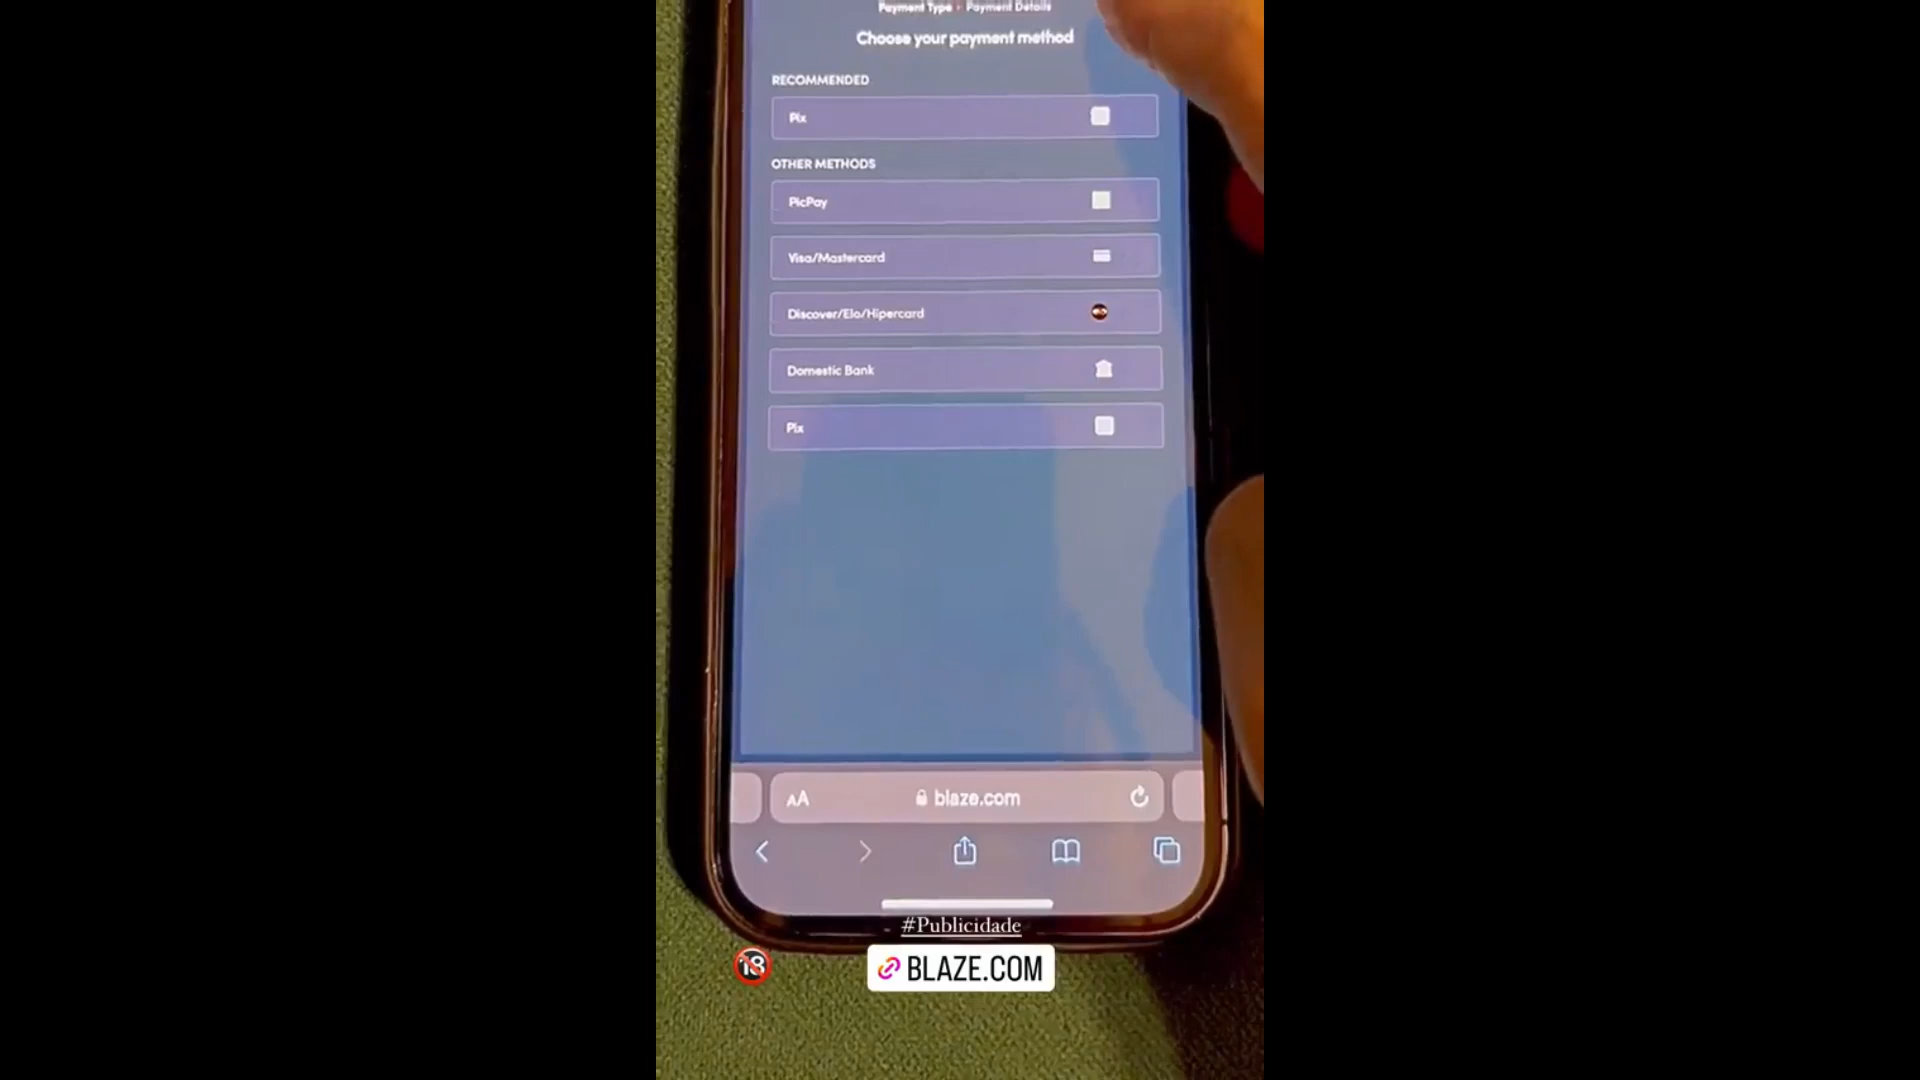 Payment Type • Payment Details
Choose your payment method
RECOMMENDED
Pix
OTHER METHODS
PicPay
Visa/Mastercard
Discover/Elo/Hipercard
Domestic Bank
Pix
AA
blaze.com
#Publicidade
18
BLAZE.COM